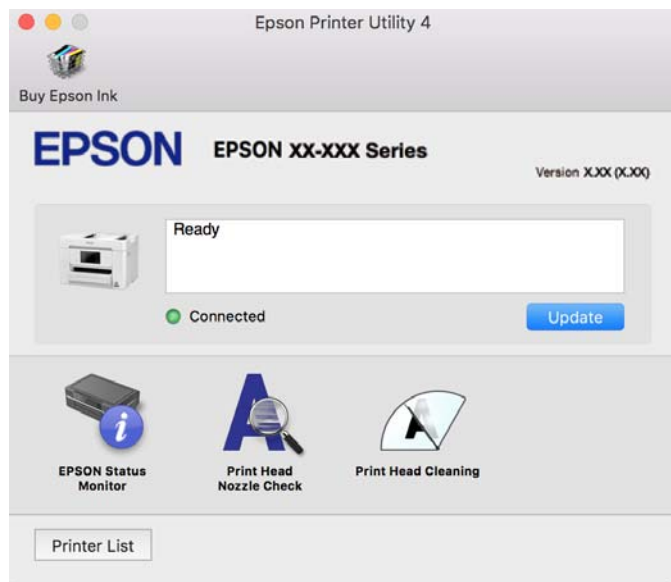 Epson Printer Utility 4
Buy Epson Ink
EPSON
EPSON XX-XXX Series
Version X.XX (X.XX)
Ready
Connected
Update
EPSON Status
Monitor
Print Head
Nozzle Check
Print Head Cleaning
Printer List